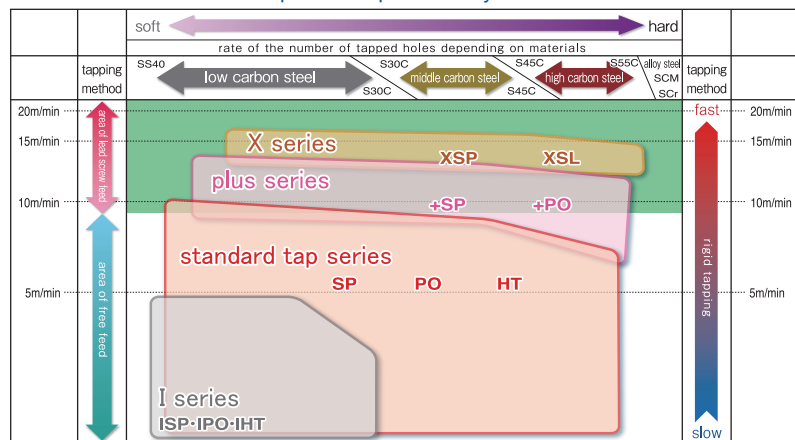 soft
hard
rate of the number of tapped holes depending on materials
tapping
method
SS40
low carbon steel
S30C
S30C
middle carbon steel
S45C
S45C
high carbon steel
S55C
alloy steel
SCM
SCr
tapping
method
20m/min
15m/min
10m/min
5m/min
area of lead screw feed
area of free feed
X series
XSP
XSL
plus series
+SP
+PO
standard tap series
SP
PO
HT
I series
ISP·IPO·IHT
fast
rigid tapping
slow
20m/min
15m/min
10m/min
5m/min